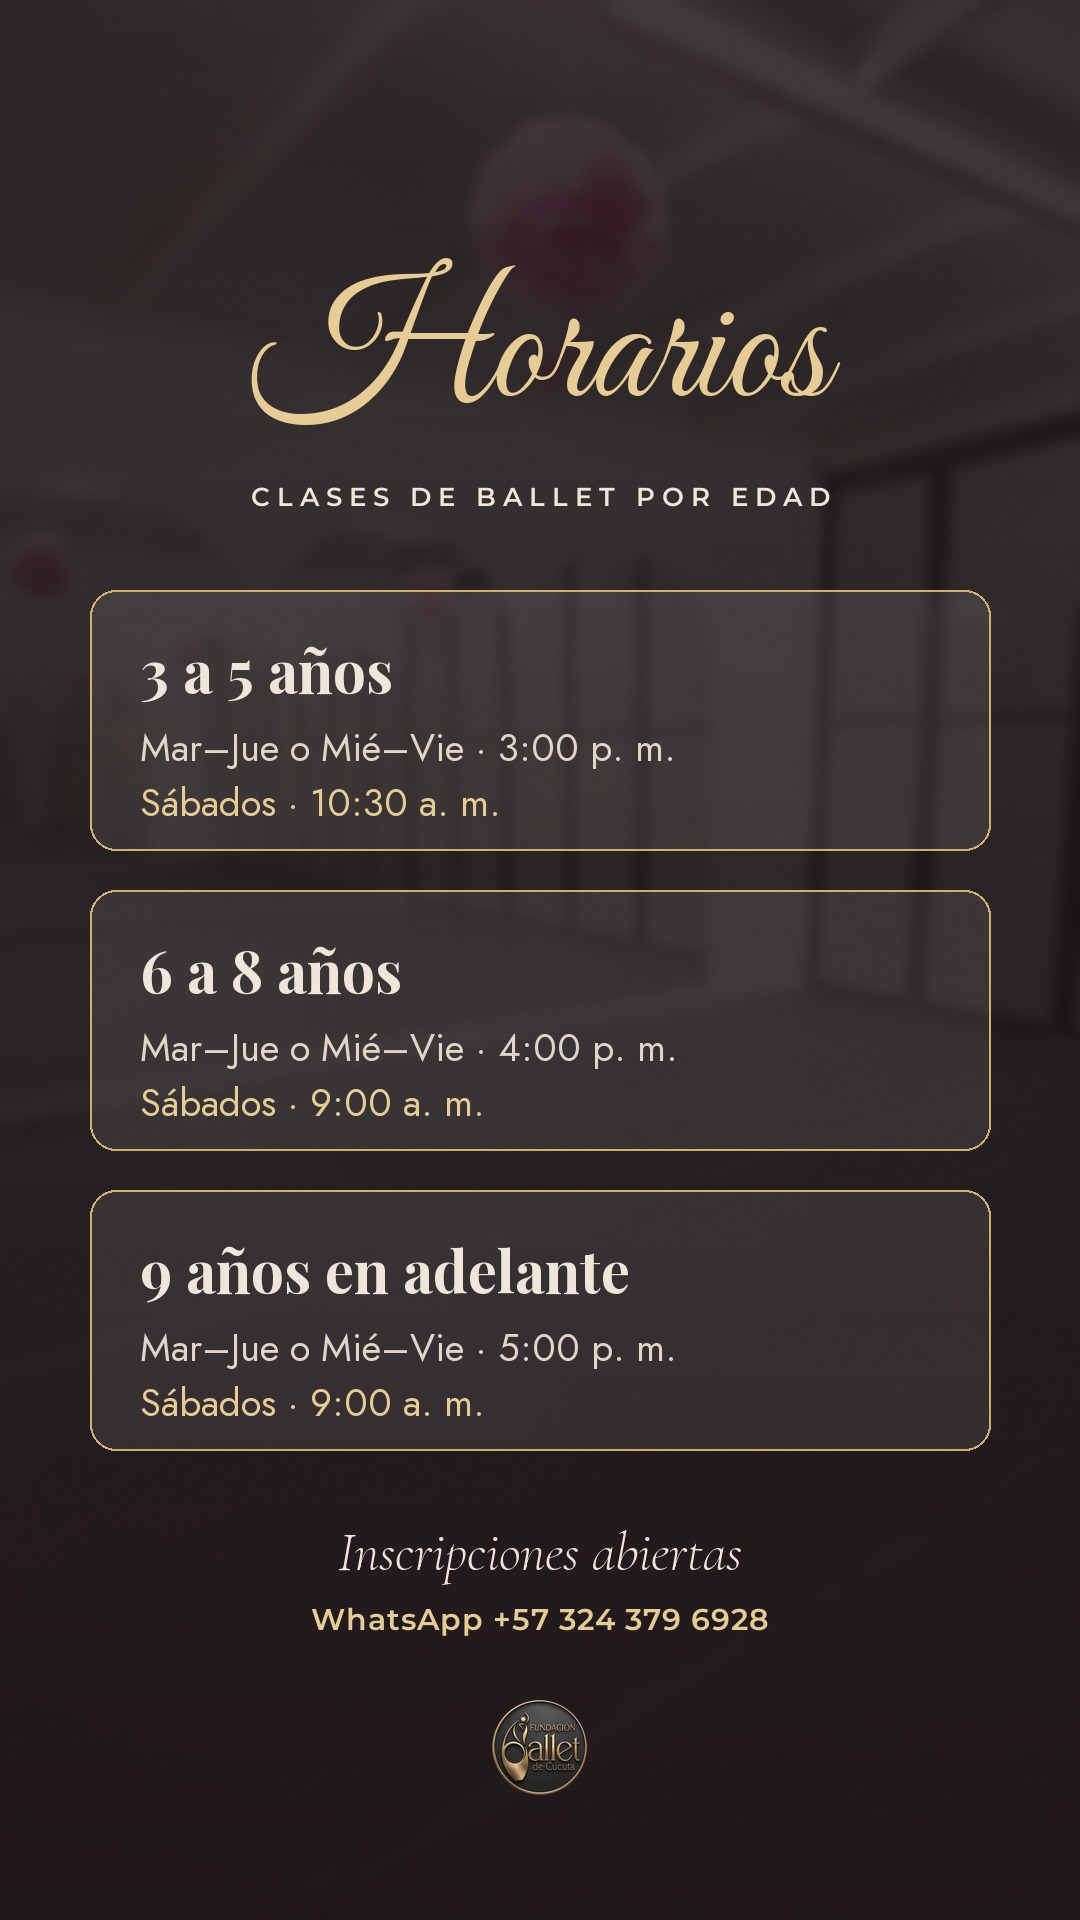 Horarios
CLASES DE BALLET POR EDAD
3 a 5 años
Mar–Jue o Mié–Vie · 3:00 p. m.
Sábados · 10:30 a. m.
6 a 8 años
Mar–Jue o Mié–Vie · 4:00 p. m.
Sábados · 9:00 a. m.
9 años en adelante
Mar–Jue o Mié–Vie · 5:00 p. m.
Sábados · 9:00 a. m.
Inscripciones abiertas
WhatsApp +57 324 379 6928
FUNDACIÓN
Ballet
de Cúcuta